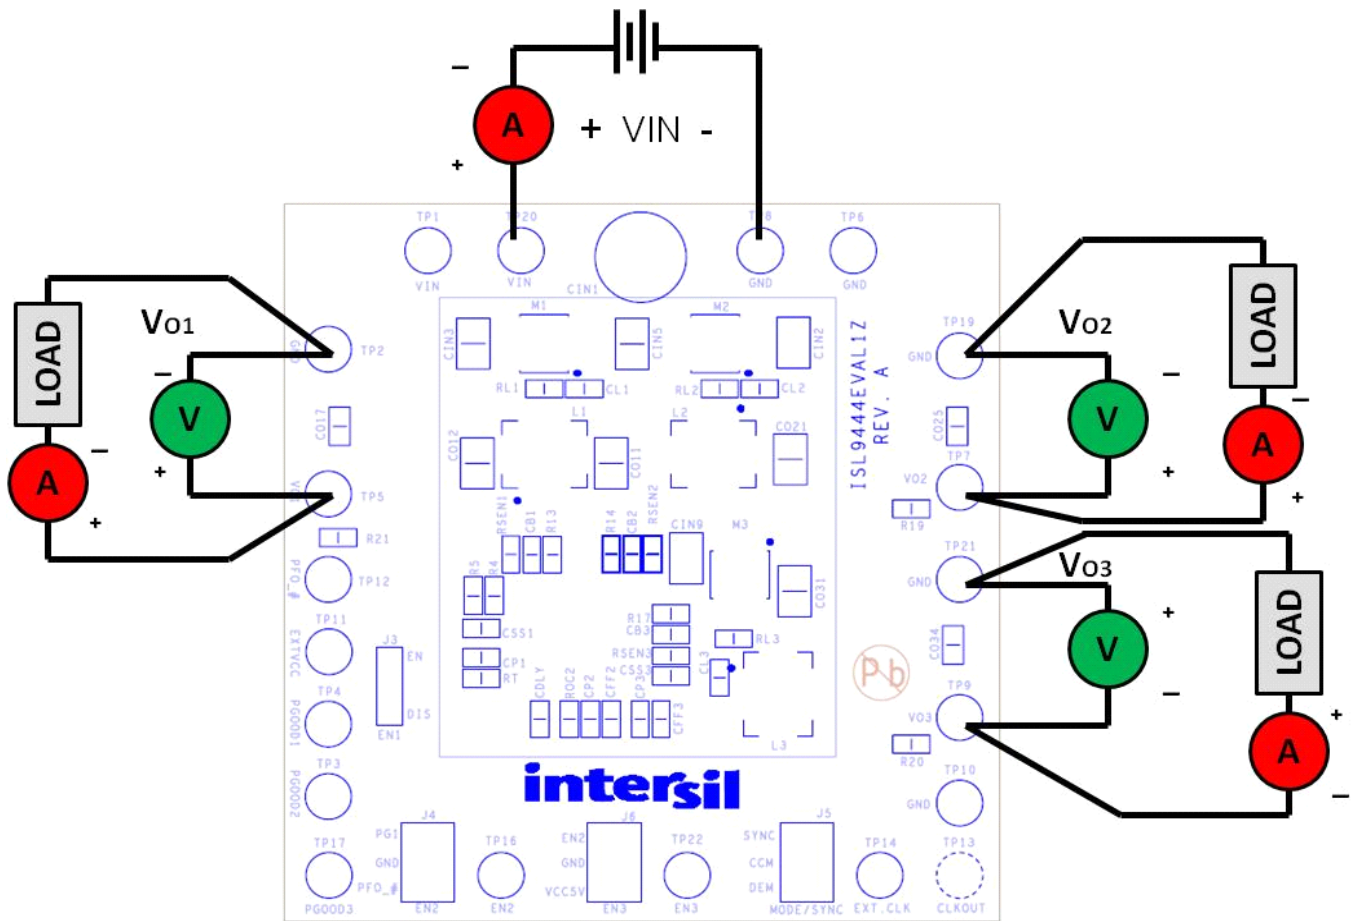 –
A
+ VIN -
+
TP1
TP20
TP8
TP6
VIN
VIN
GND
GND
CIN1
M1
M2
CIN3
CIN5
CIN2
RL1
CL1
RL2
CL2
L1
L2
CO12
CO11
CO21
ISL9444EVAL1Z
REV. A
LOAD
VO1
GND
TP2
–
V
+
CO17
A
–
+
VO1
TP5
R21
PFO_#
TP12
TP11
EXTVCC
TP4
PGOOD1
TP3
PGOOD2
TP17
PGOOD3
J3
EN
DIS
EN1
RSEN1
CB1
R13
R14
CB2
RSEN2
CIN9
M3
CO31
R5
R4
CSS1
CP1
RT
R17
CB3
RSEN3
CSS3
RL3
CL3
CDLY
ROC2
CP2
CFF2
CP3
CFF3
L3
TP19
GND
VO2
–
V
+
LOAD
–
A
+
CO25
TP7
VO2
R19
TP21
GND
VO3
+
V
–
LOAD
+
A
–
CO34
Pb
TP9
VO3
R20
TP10
GND
intersil
J4
PG1
GND
PFO_#
EN2
TP16
EN2
J6
EN2
GND
VCC5V
EN3
TP22
EN3
J5
SYNC
CCM
DEM
MODE/SYNC
TP14
EXT.CLK
TP13
CLKOUT